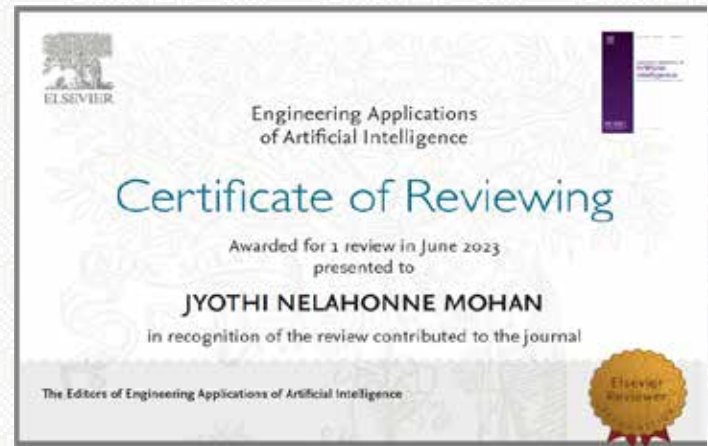 ELSEVIER
Engineering Applications
of Artificial Intelligence
Certificate of Reviewing
Awarded for 1 review in June 2023
presented to
JYOTHI NELAHONNE MOHAN
in recognition of the review contributed to the journal
The Editors of Engineering Applications of Artificial Intelligence
Elsevier
Reviewer